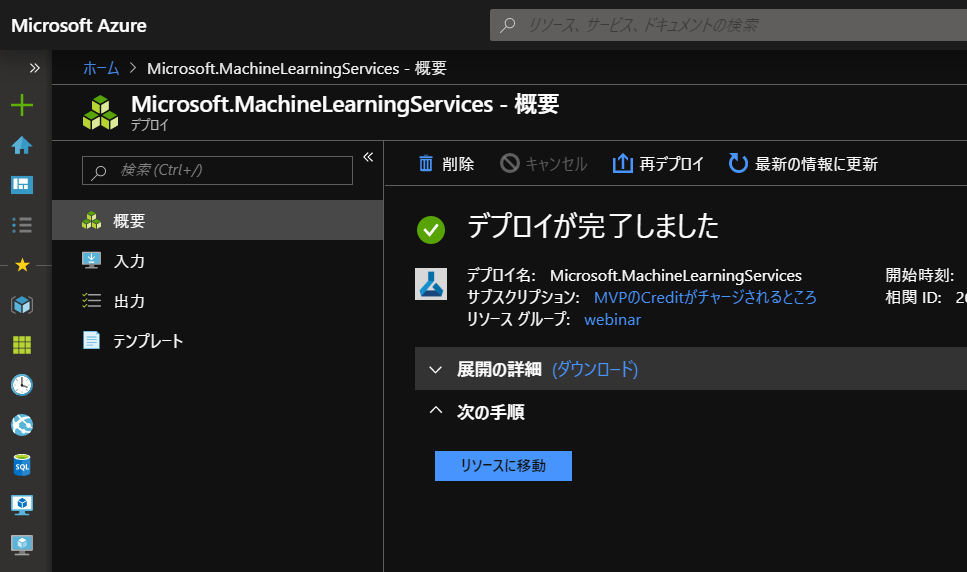 Microsoft Azure
リソース、サービス、ドキュメントの検索
ホーム > Microsoft.MachineLearningServices - 概要
Microsoft.MachineLearningServices - 概要
デプロイ
検索 (Ctrl+/)
概要
入力
出力
テンプレート
削除 キャンセル 再デプロイ 最新の情報に更新
デプロイが完了しました
デプロイ名: Microsoft.MachineLearningServices
サブスクリプション: MVPのCreditがチャージされるところ
リソース グループ: webinar
開始時刻:
相関 ID:
展開の詳細 (ダウンロード)
次の手順
リソースに移動
SQL